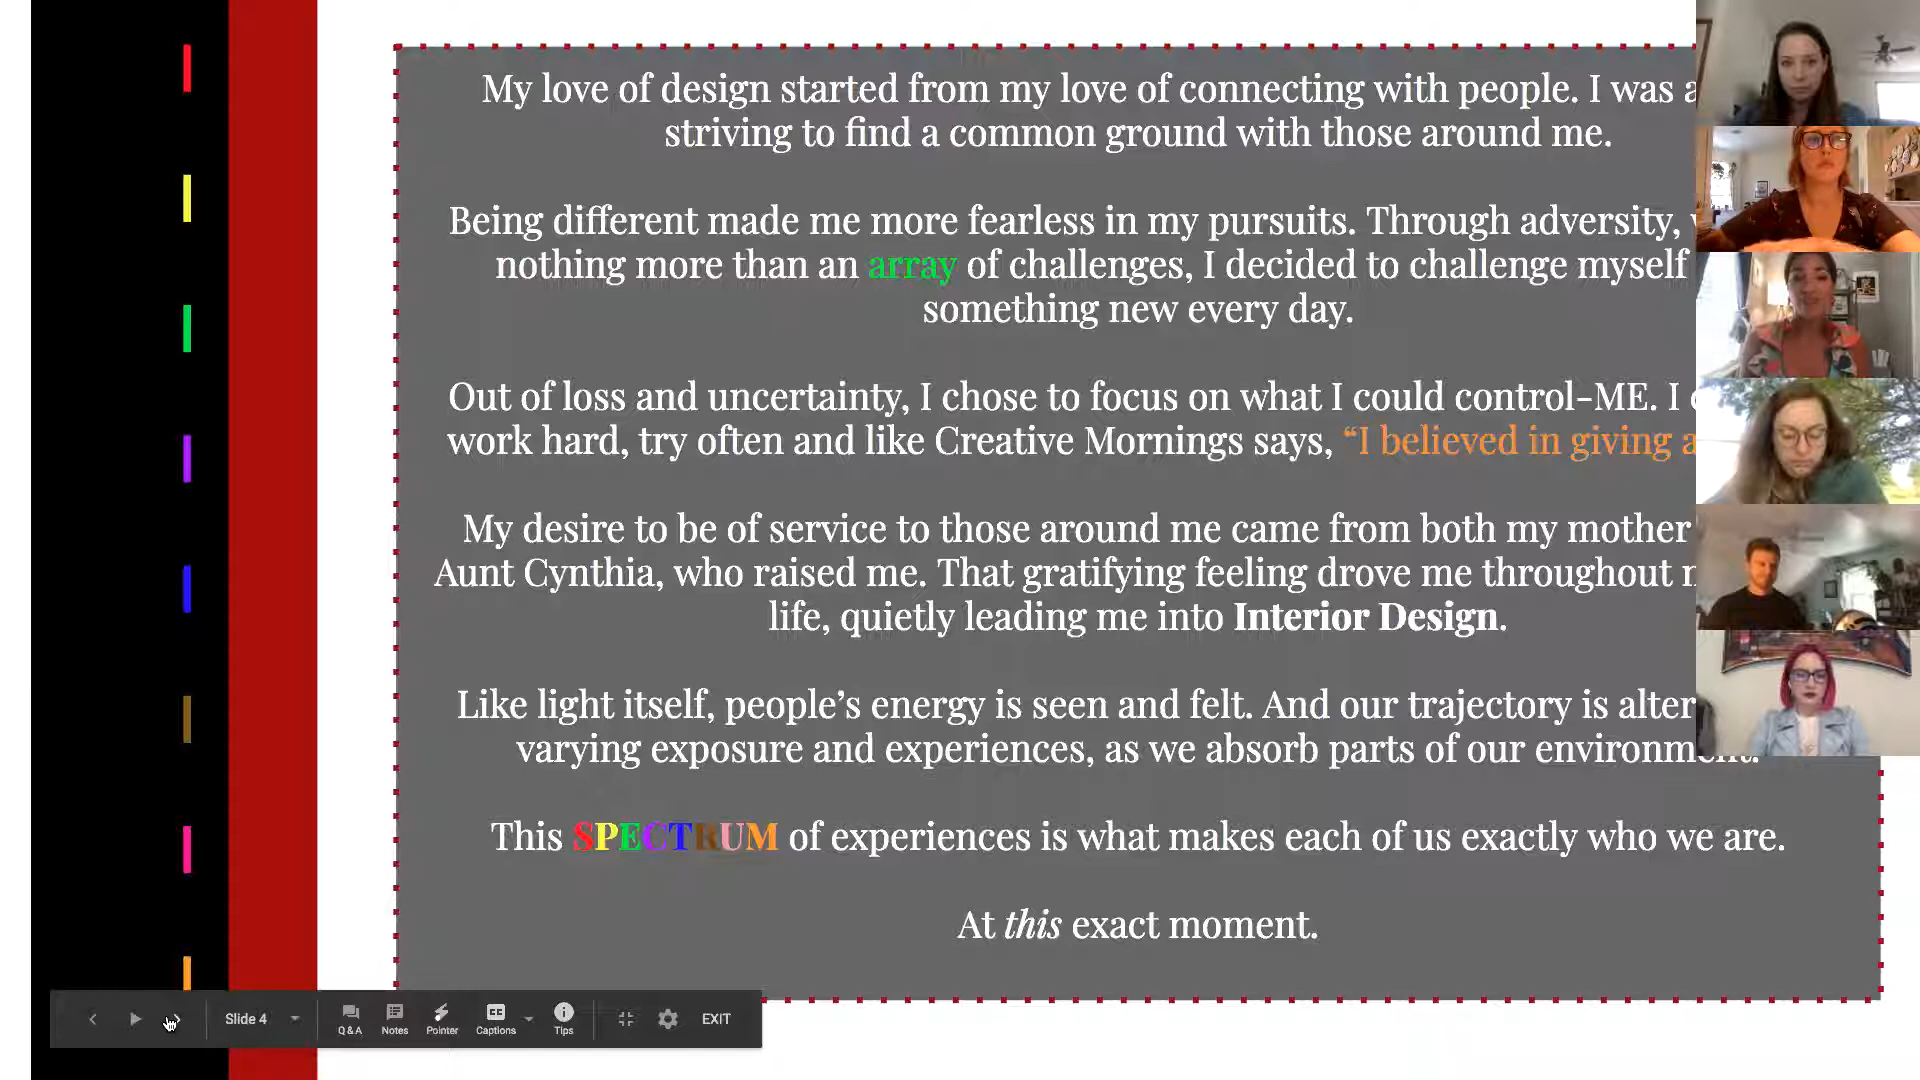 My love of design started from my love of connecting with people. I was
striving to find a common ground with those around me.
Being different made me more fearless in my pursuits. Through adversity,
nothing more than an array of challenges, I decided to challenge myself
something new every day.
Out of loss and uncertainty, I chose to focus on what I could control-ME. I
work hard, try often and like Creative Mornings says, “I believed in giving
My desire to be of service to those around me came from both my mother
Aunt Cynthia, who raised me. That gratifying feeling drove me throughout
life, quietly leading me into Interior Design.
Like light itself, people’s energy is seen and felt. And our trajectory is
varying exposure and experiences, as we absorb parts of our environment.
This SPECTRUM of experiences is what makes each of us exactly who we are.
At this exact moment.
Slide 4 Q&A Notes Pointer Captions Tips EXIT